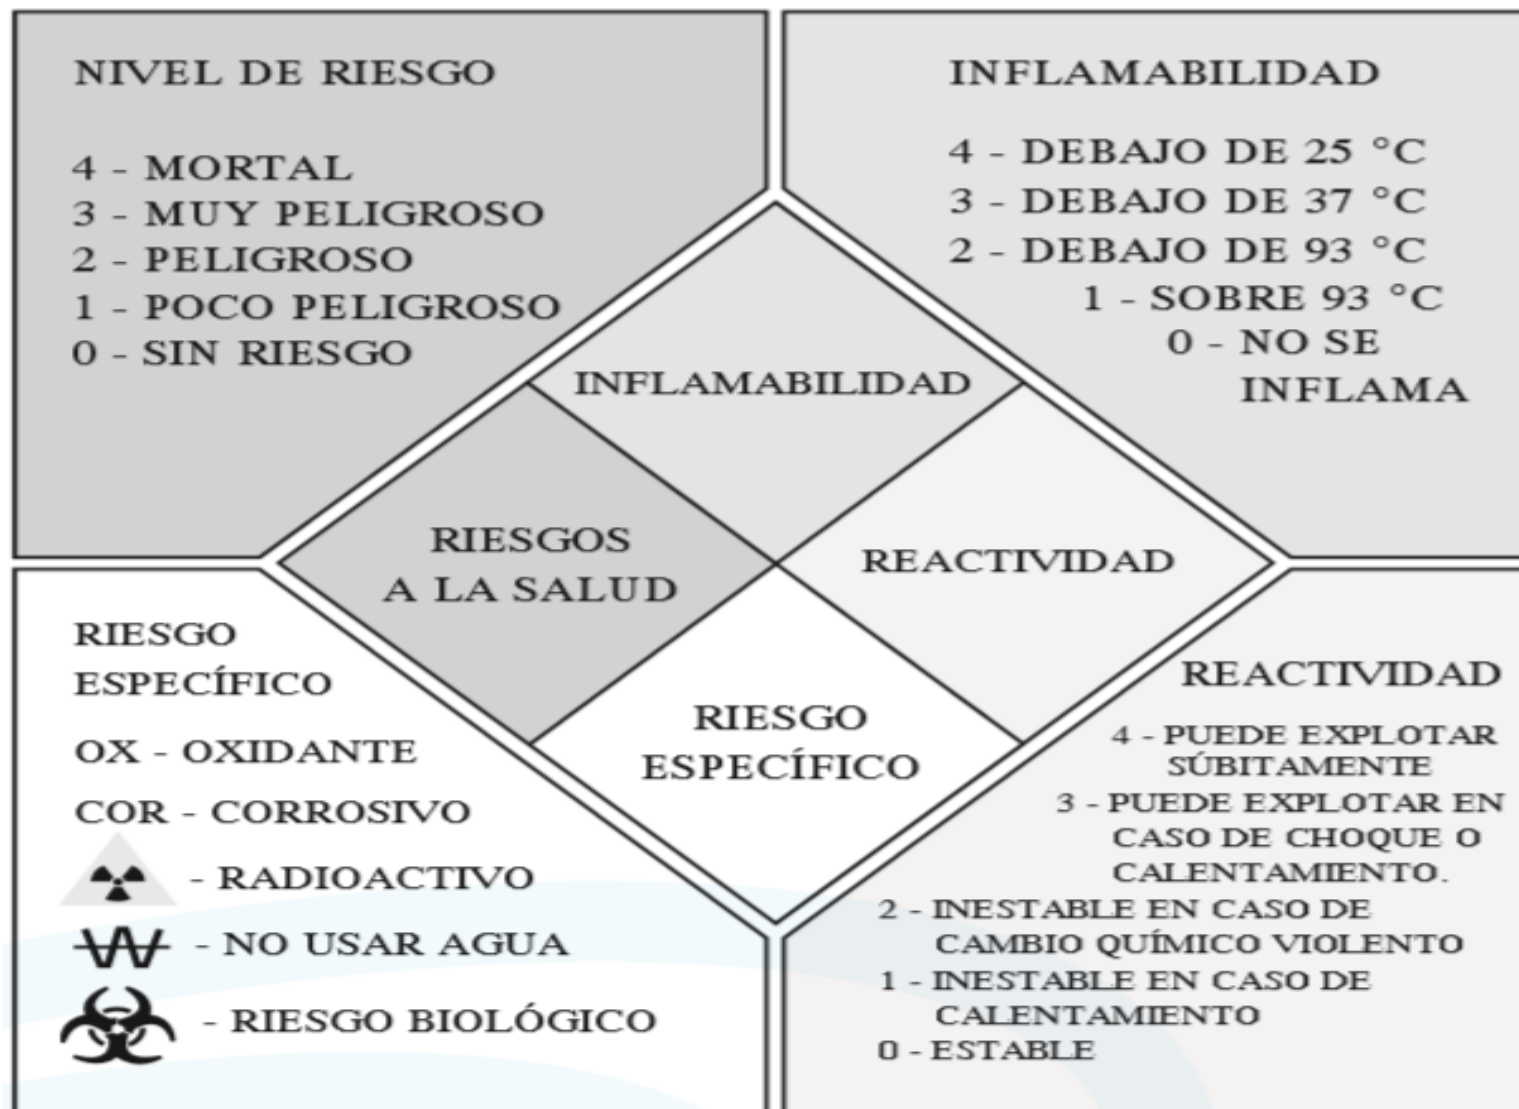 NIVEL DE RIESGO
4 - MORTAL
3 - MUY PELIGROSO
2 - PELIGROSO
1 - POCO PELIGROSO
0 - SIN RIESGO
INFLAMABILIDAD
4 - DEBAJO DE 25 °C
3 - DEBAJO DE 37 °C
2 - DEBAJO DE 93 °C
1 - SOBRE 93 °C
0 - NO SE
INFLAMA
INFLAMABILIDAD
RIESGOS
A LA SALUD
REACTIVIDAD
RIESGO
ESPECÍFICO
RIESGO
ESPECÍFICO
OX - OXIDANTE
COR - CORROSIVO
- RADIOACTIVO
W - NO USAR AGUA
- RIESGO BIOLÓGICO
REACTIVIDAD
4 - PUEDE EXPLOTAR
SÚBITAMENTE
3 - PUEDE EXPLOTAR EN
CASO DE CHOQUE O
CALENTAMIENTO.
2 - INESTABLE EN CASO DE
CAMBIO QUÍMICO VIOLENTO
1 - INESTABLE EN CASO DE
CALENTAMIENTO
0 - ESTABLE